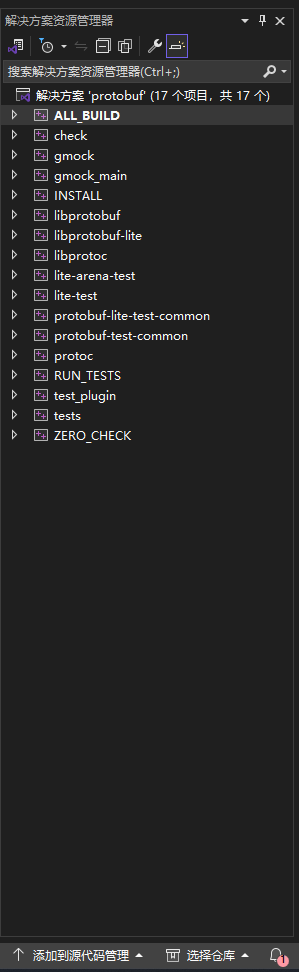 解决方案资源管理器
搜索解决方案资源管理器(Ctrl+;)
解决方案 'protobuf' (17 个项目，共 17 个)
ALL_BUILD
check
gmock
gmock_main
INSTALL
libprotobuf
libprotobuf-lite
libprotoc
lite-arena-test
lite-test
protobuf-lite-test-common
protobuf-test-common
protoc
RUN_TESTS
test_plugin
tests
ZERO_CHECK
添加到源代码管理 选择仓库 1